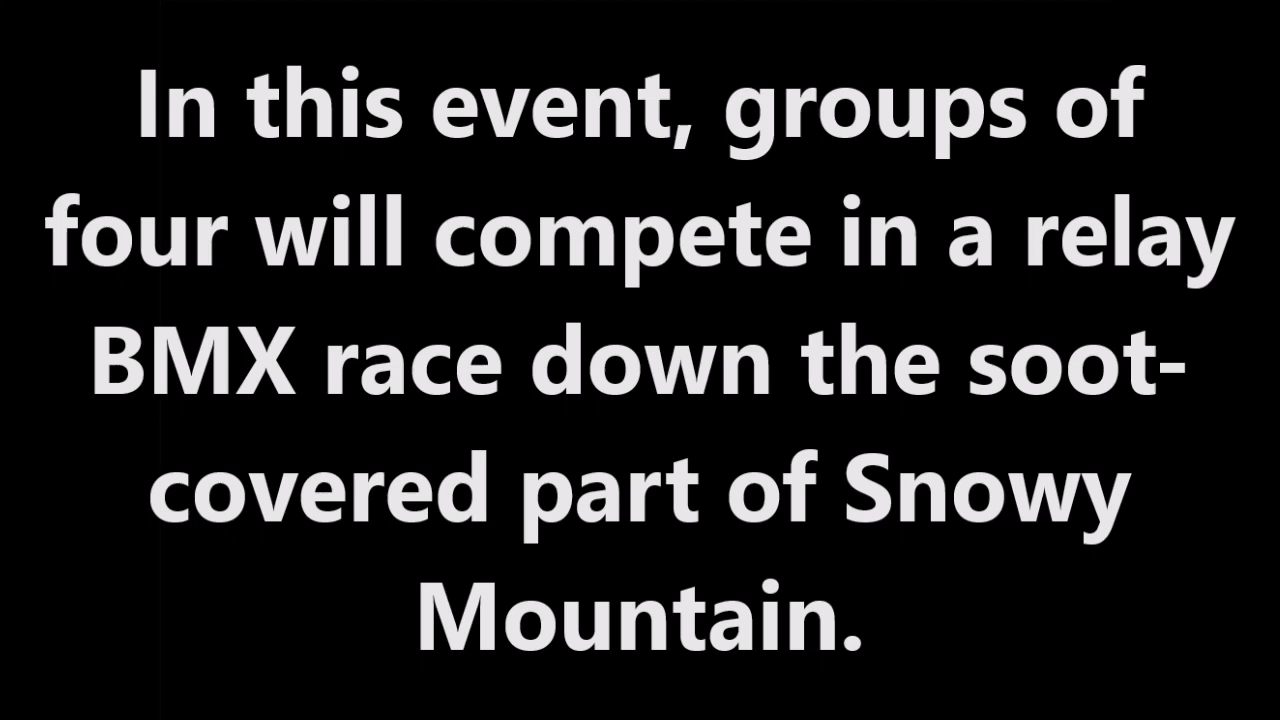 In this event, groups of
four will compete in a relay
BMX race down the soot-
covered part of Snowy
Mountain.